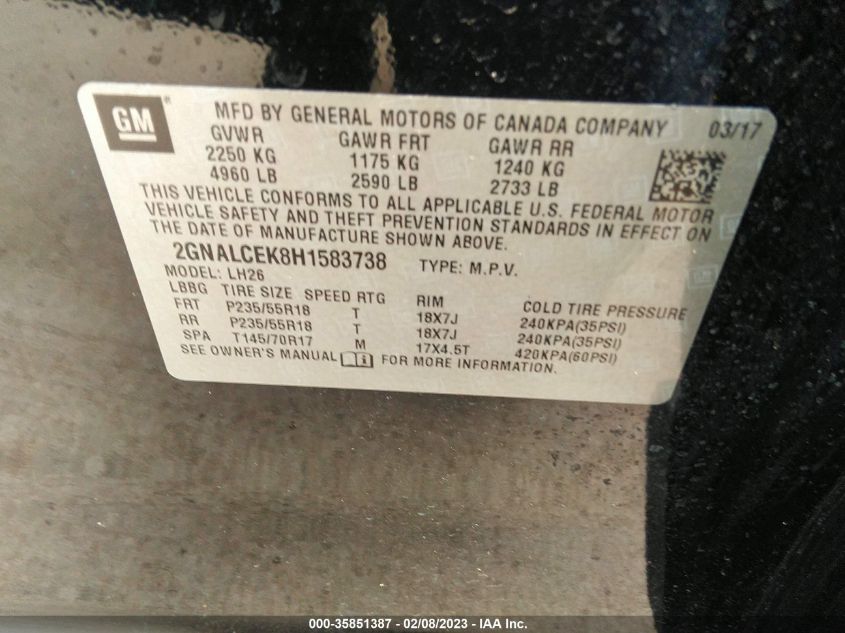 GM® MFD BY GENERAL MOTORS OF CANADA COMPANY 03/17
GVWR GAWR FRT GAWR RR
2250 KG 1175 KG 1240 KG
4960 LB 2590 LB 2733 LB
THIS VEHICLE CONFORMS TO ALL APPLICABLE U.S. FEDERAL MOTOR
VEHICLE SAFETY AND THEFT PREVENTION STANDARDS IN EFFECT ON
THE DATE OF MANUFACTURE SHOWN ABOVE.
2GNALCEK8H1583738 TYPE: M.P.V.
MODEL: LH26
LBBG TIRE SIZE SPEED RTG RIM COLD TIRE PRESSURE
FRT P235/55R18 T 18X7J 240KPA(35PSI)
RR P235/55R18 T 18X7J 240KPA(35PSI)
SPA T145/70R17 M 17X4.5T 420KPA(60PSI)
SEE OWNER'S MANUAL FOR MORE INFORMATION.
000-35851387 - 02/08/2023 - IAA Inc.